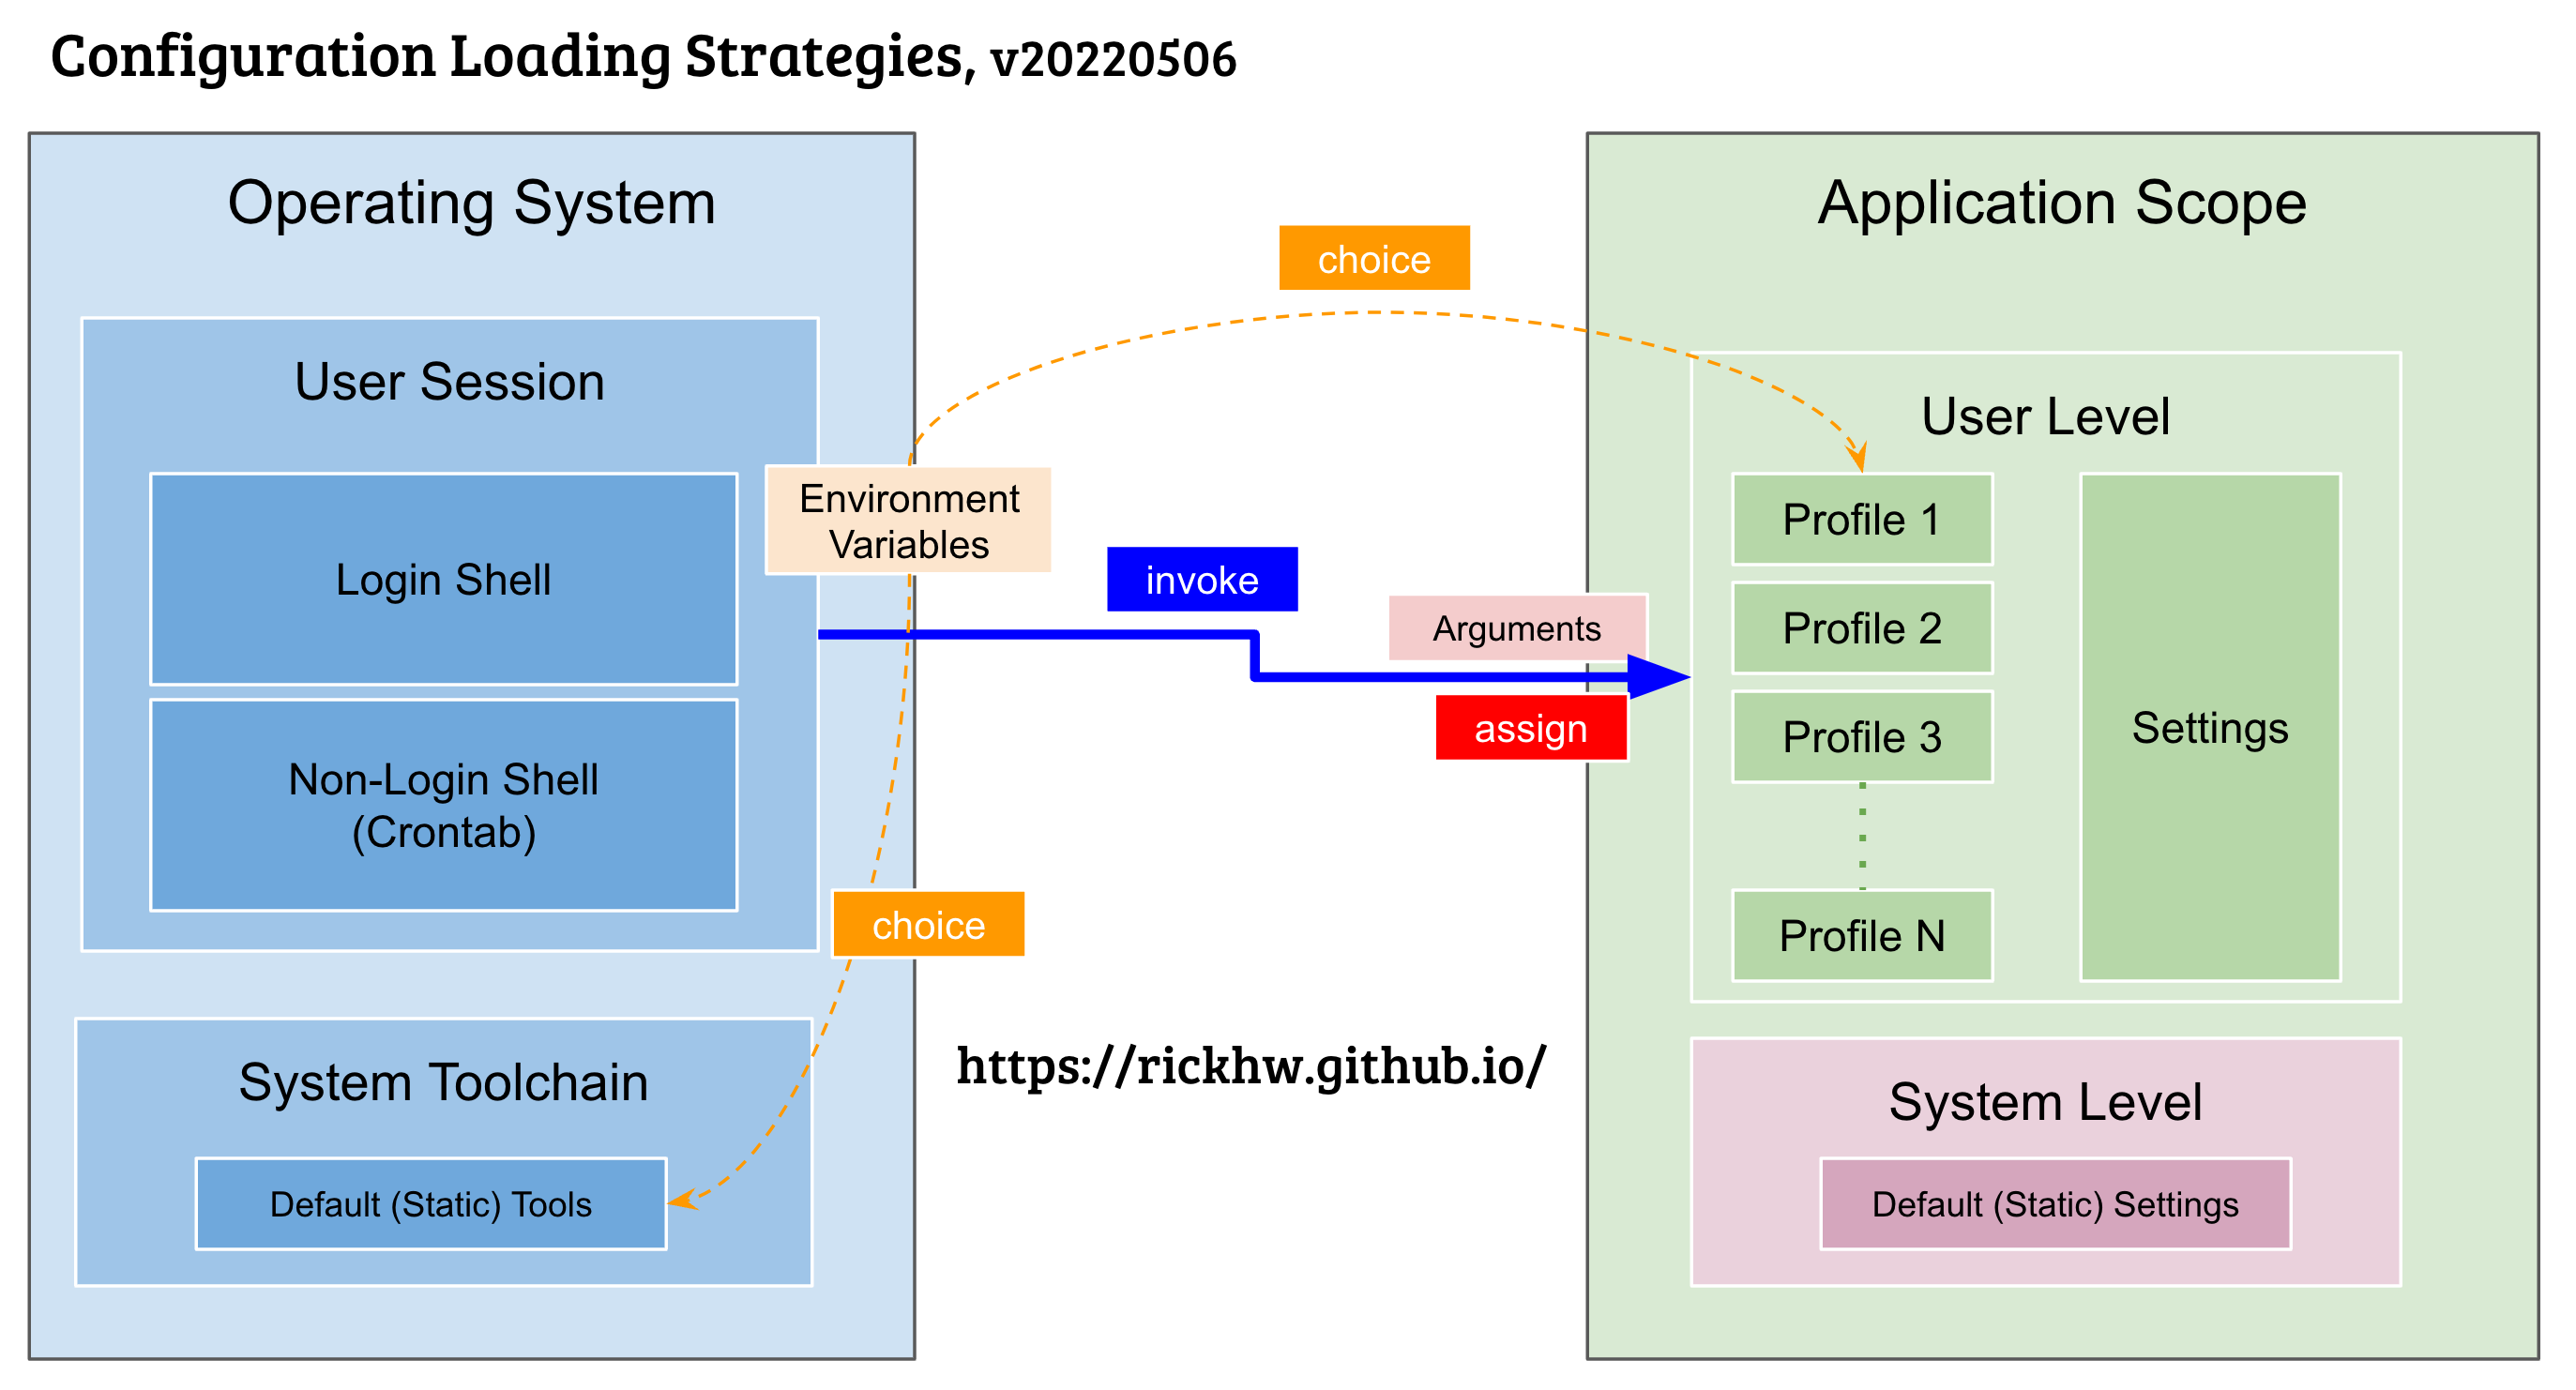 Configuration Loading Strategies, v20220506
Operating System
User Session
Login Shell
Non-Login Shell
(Crontab)
System Toolchain
Default (Static) Tools
Environment
Variables
choice
invoke
Arguments
assign
choice
https://rickhw.github.io/
Application Scope
User Level
Profile 1
Profile 2
Profile 3
Profile N
Settings
System Level
Default (Static) Settings